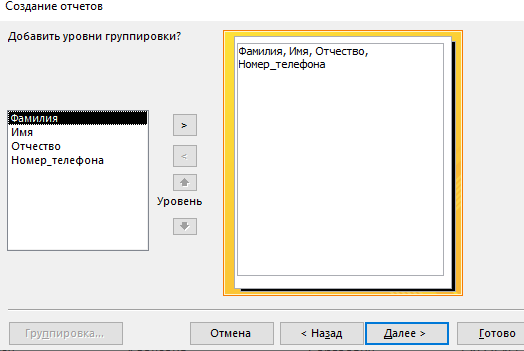 Создание отчетов
Добавить уровни группировки?
Фамилия, Имя, Отчество,
Номер_телефона
Фамилия
Имя
Отчество
Номер_телефона
>
<
Уровень
Группировка...
Отмена
< Назад
Далее >
Готово